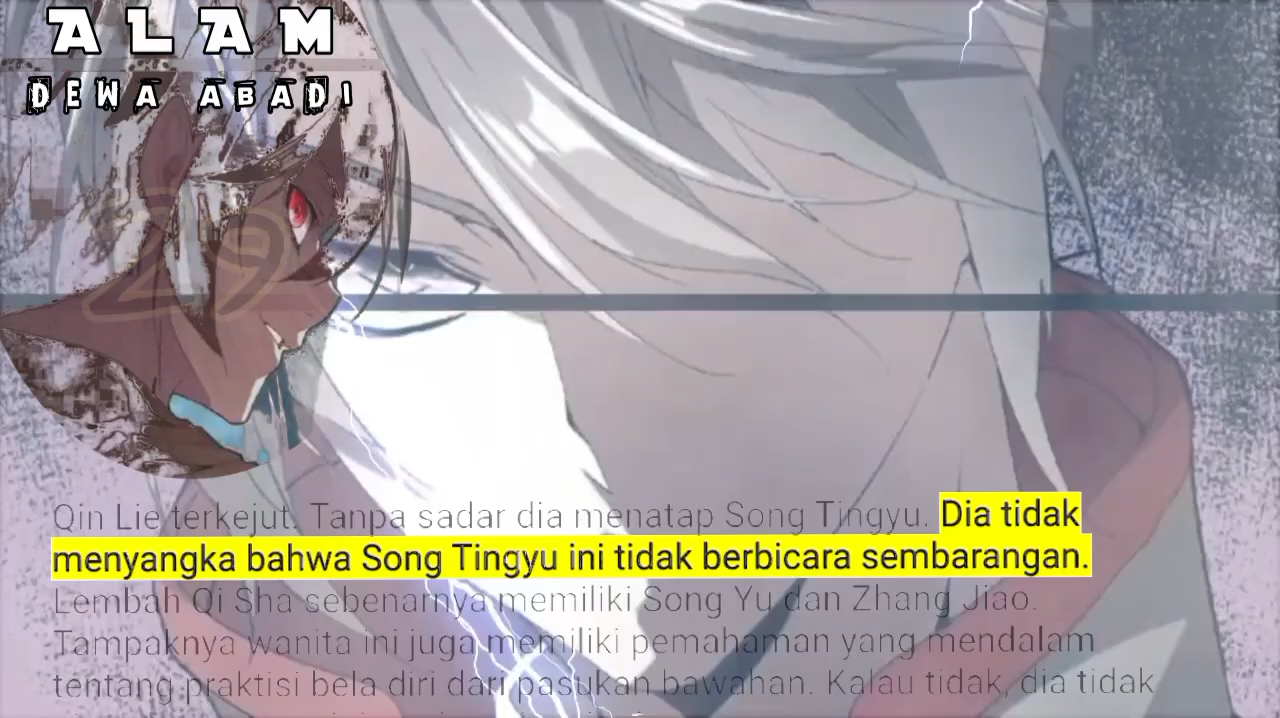 ALAM
DEWA ABADI
29
Qin Lie terkejut. Tanpa sadar dia menatap Song Tingyu. Dia tidak
menyangka bahwa Song Tingyu ini tidak berbicara sembarangan.
Lembah Qi Sha sebenarnya memiliki Song Yu dan Zhang Jiao.
Tampaknya wanita ini juga memiliki pemahaman yang mendalam
tentang praktisi bela diri dari pasukan bawahan. Kalau tidak, dia tidak